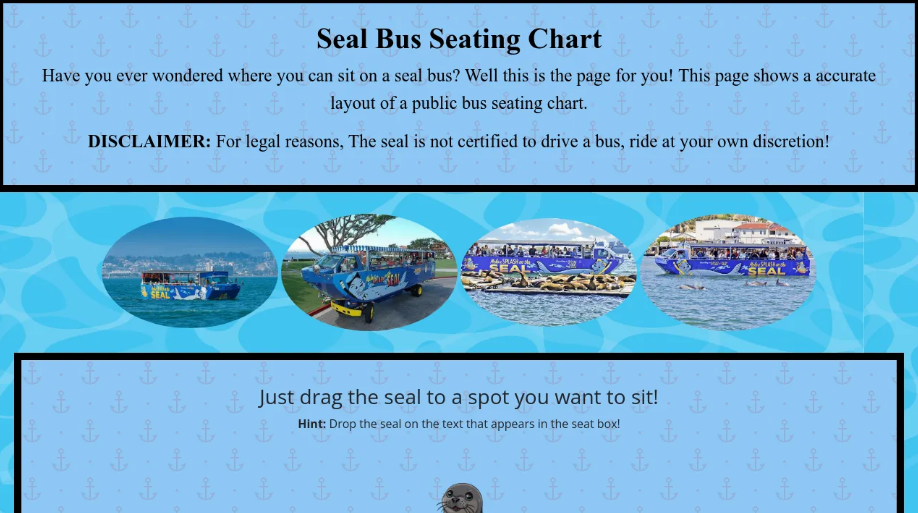 Seal Bus Seating Chart
Have you ever wondered where you can sit on a seal bus? Well this is the page for you! This page shows a accurate
layout of a public bus seating chart.
DISCLAIMER: For legal reasons, The seal is not certified to drive a bus, ride at your own discretion!
SEAL
SEAL
SEAL
SEAL
Just drag the seal to a spot you want to sit!
Hint: Drop the seal on the text that appears in the seat box!